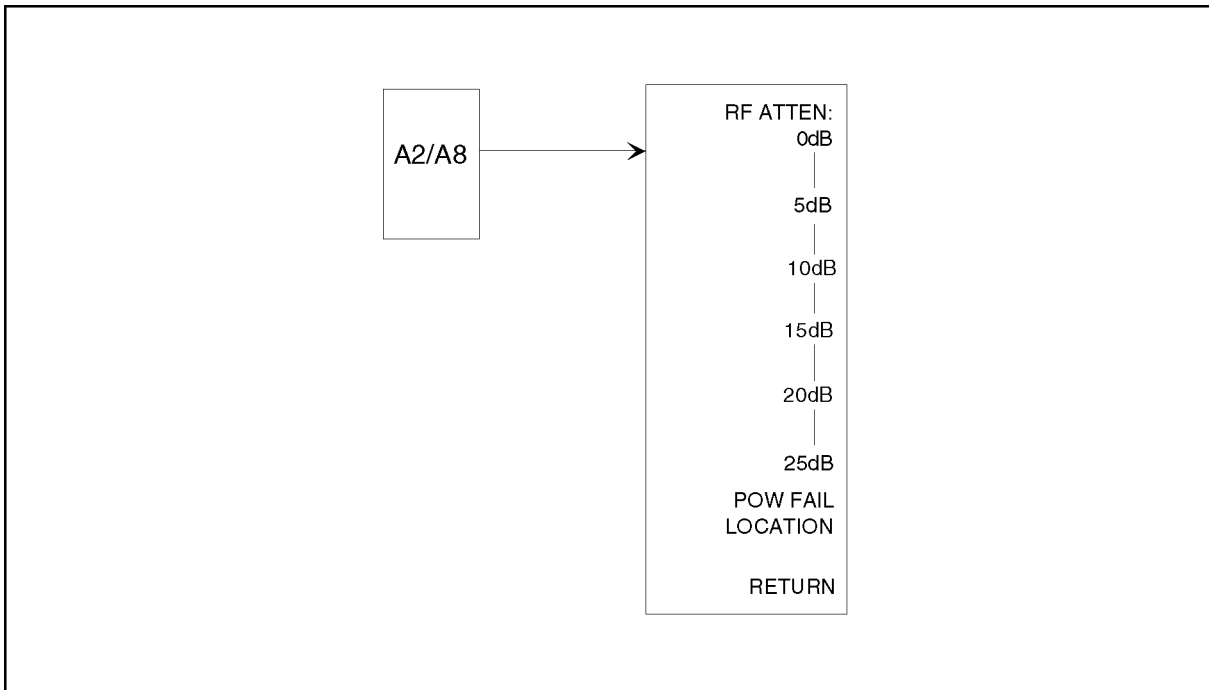 A2/A8
RF ATTEN:
0dB
5dB
10dB
15dB
20dB
25dB
POW FAIL
LOCATION
RETURN